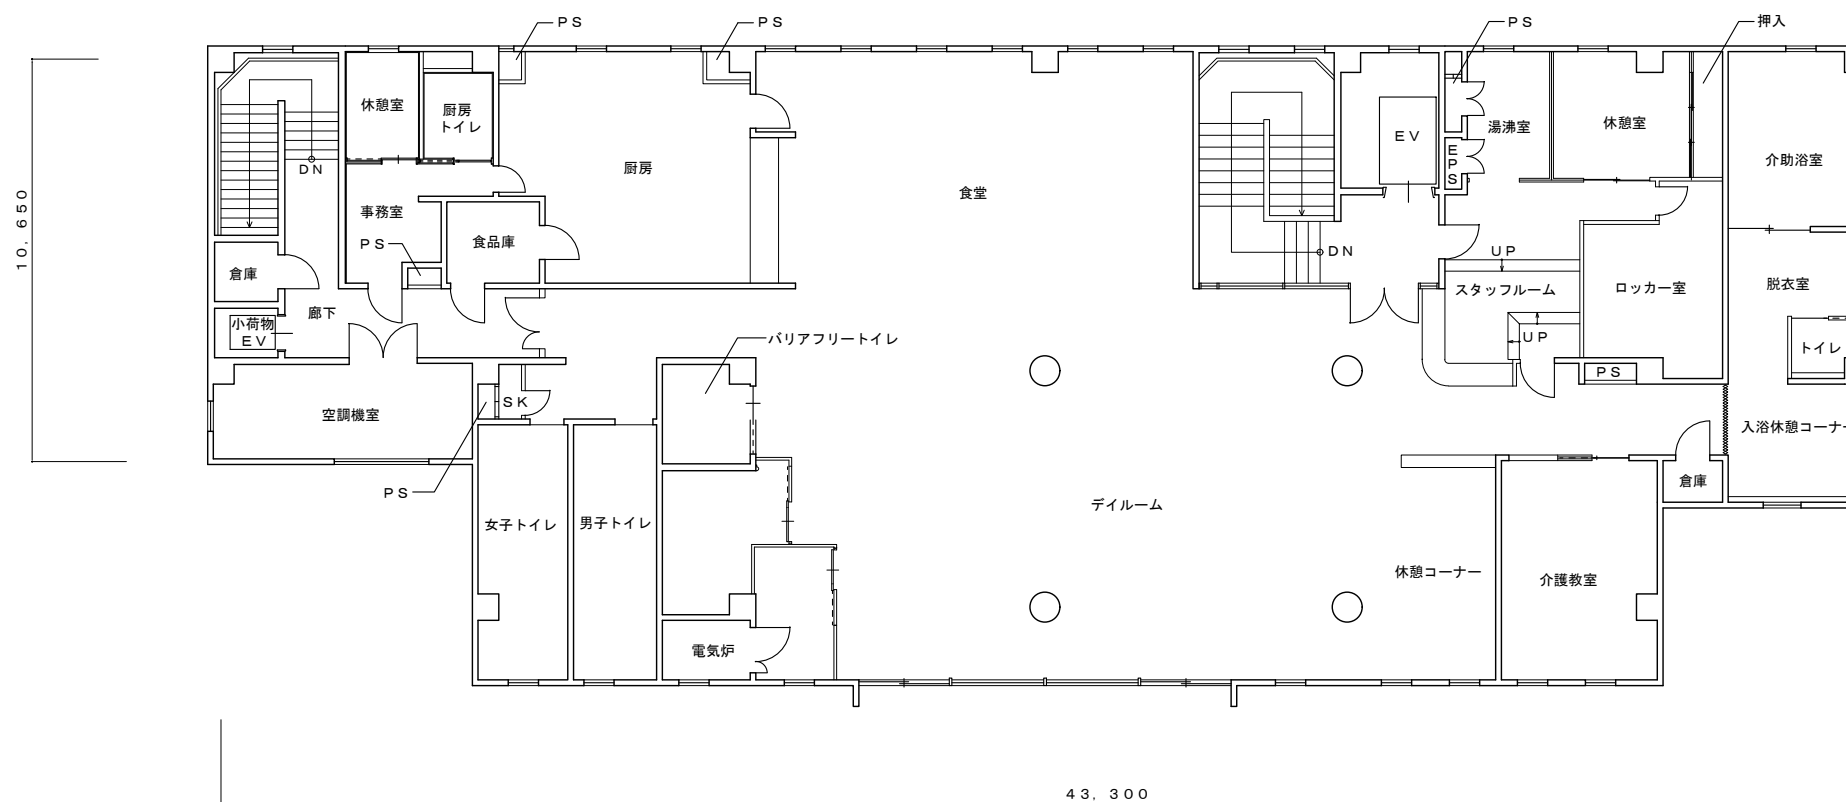 PS
PS
PS
押入
休憩室
厨房
トイレ
EV
湯沸室
休憩室
EPS
介助浴室
DN
厨房
食堂
事務室
PS
食品庫
DN
UP
10,650
倉庫
スタッフルーム
ロッカー室
脱衣室
廊下
小荷物
EV
バリアフリートイレ
UP
トイレ
PS
SK
空調機室
入浴休憩コーナー
PS
倉庫
デイルーム
女子トイレ
男子トイレ
休憩コーナー
介護教室
電気炉
43,300